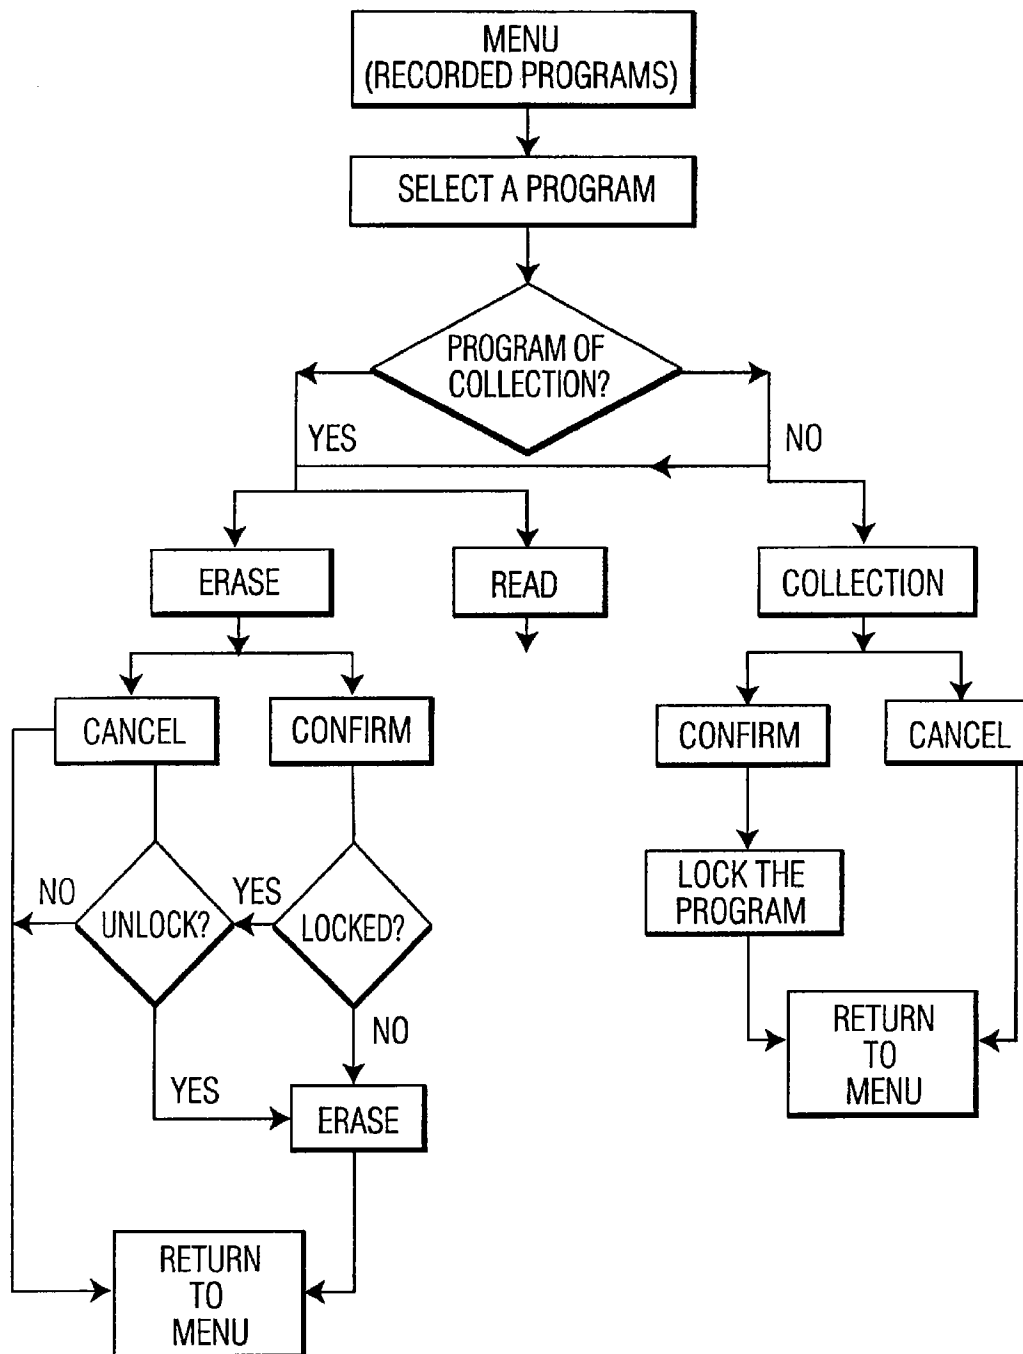 MENU
(RECORDED PROGRAMS)
SELECT A PROGRAM
PROGRAM OF
COLLECTION?
YES
NO
ERASE
READ
COLLECTION
CANCEL
CONFIRM
CONFIRM
CANCEL
NO
UNLOCK?
YES
LOCKED?
LOCK THE
PROGRAM
NO
YES
ERASE
RETURN
TO
MENU
RETURN
TO
MENU